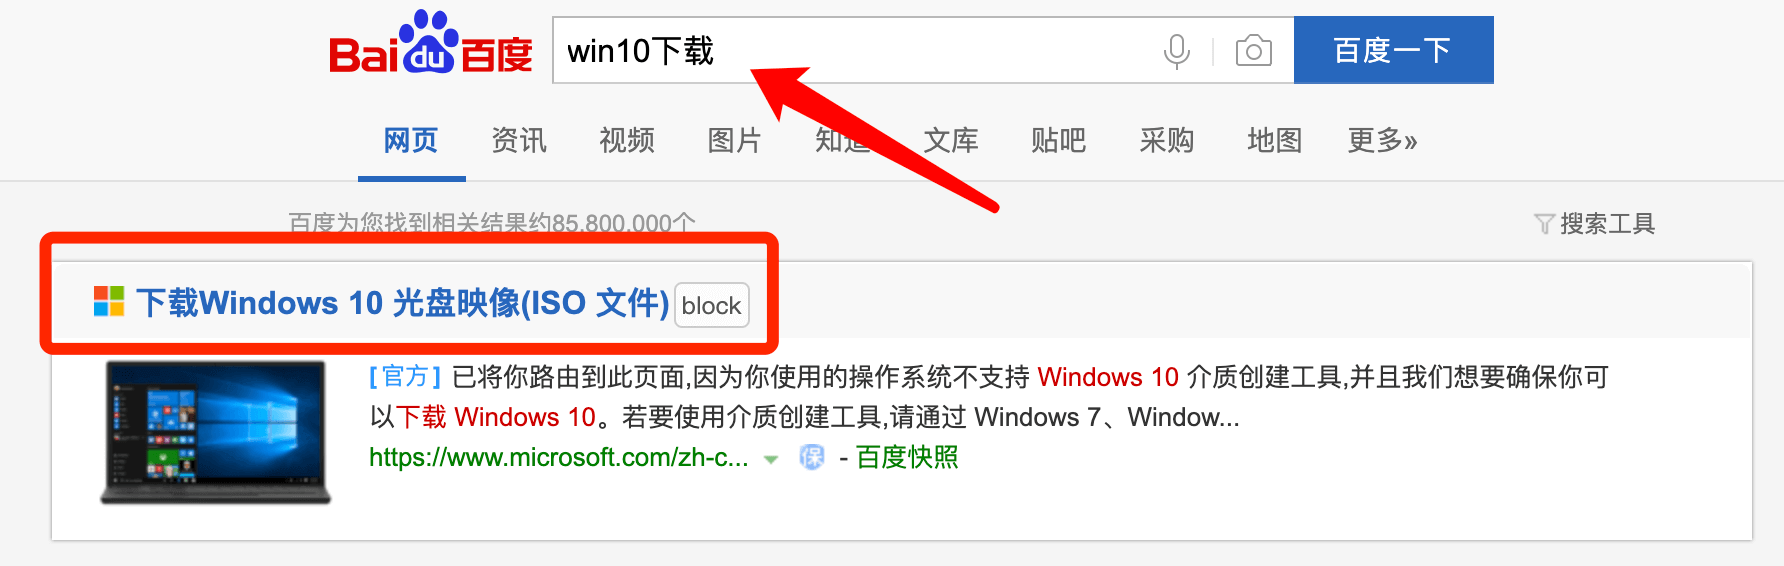 Bai du 百度
win10下载
百度一下
网页 资讯 视频 图片 知道 文库 贴吧 采购 地图 更多»
百度为您找到相关结果约85,800,000个
搜索工具
下载Windows 10 光盘映像(ISO 文件) block
[官方] 已将你路由到此页面,因为你使用的操作系统不支持 Windows 10 介质创建工具,并且我们想要确保你可
以下载 Windows 10。若要使用介质创建工具,请通过 Windows 7、Window...
https://www.microsoft.com/zh-c... 保 - 百度快照